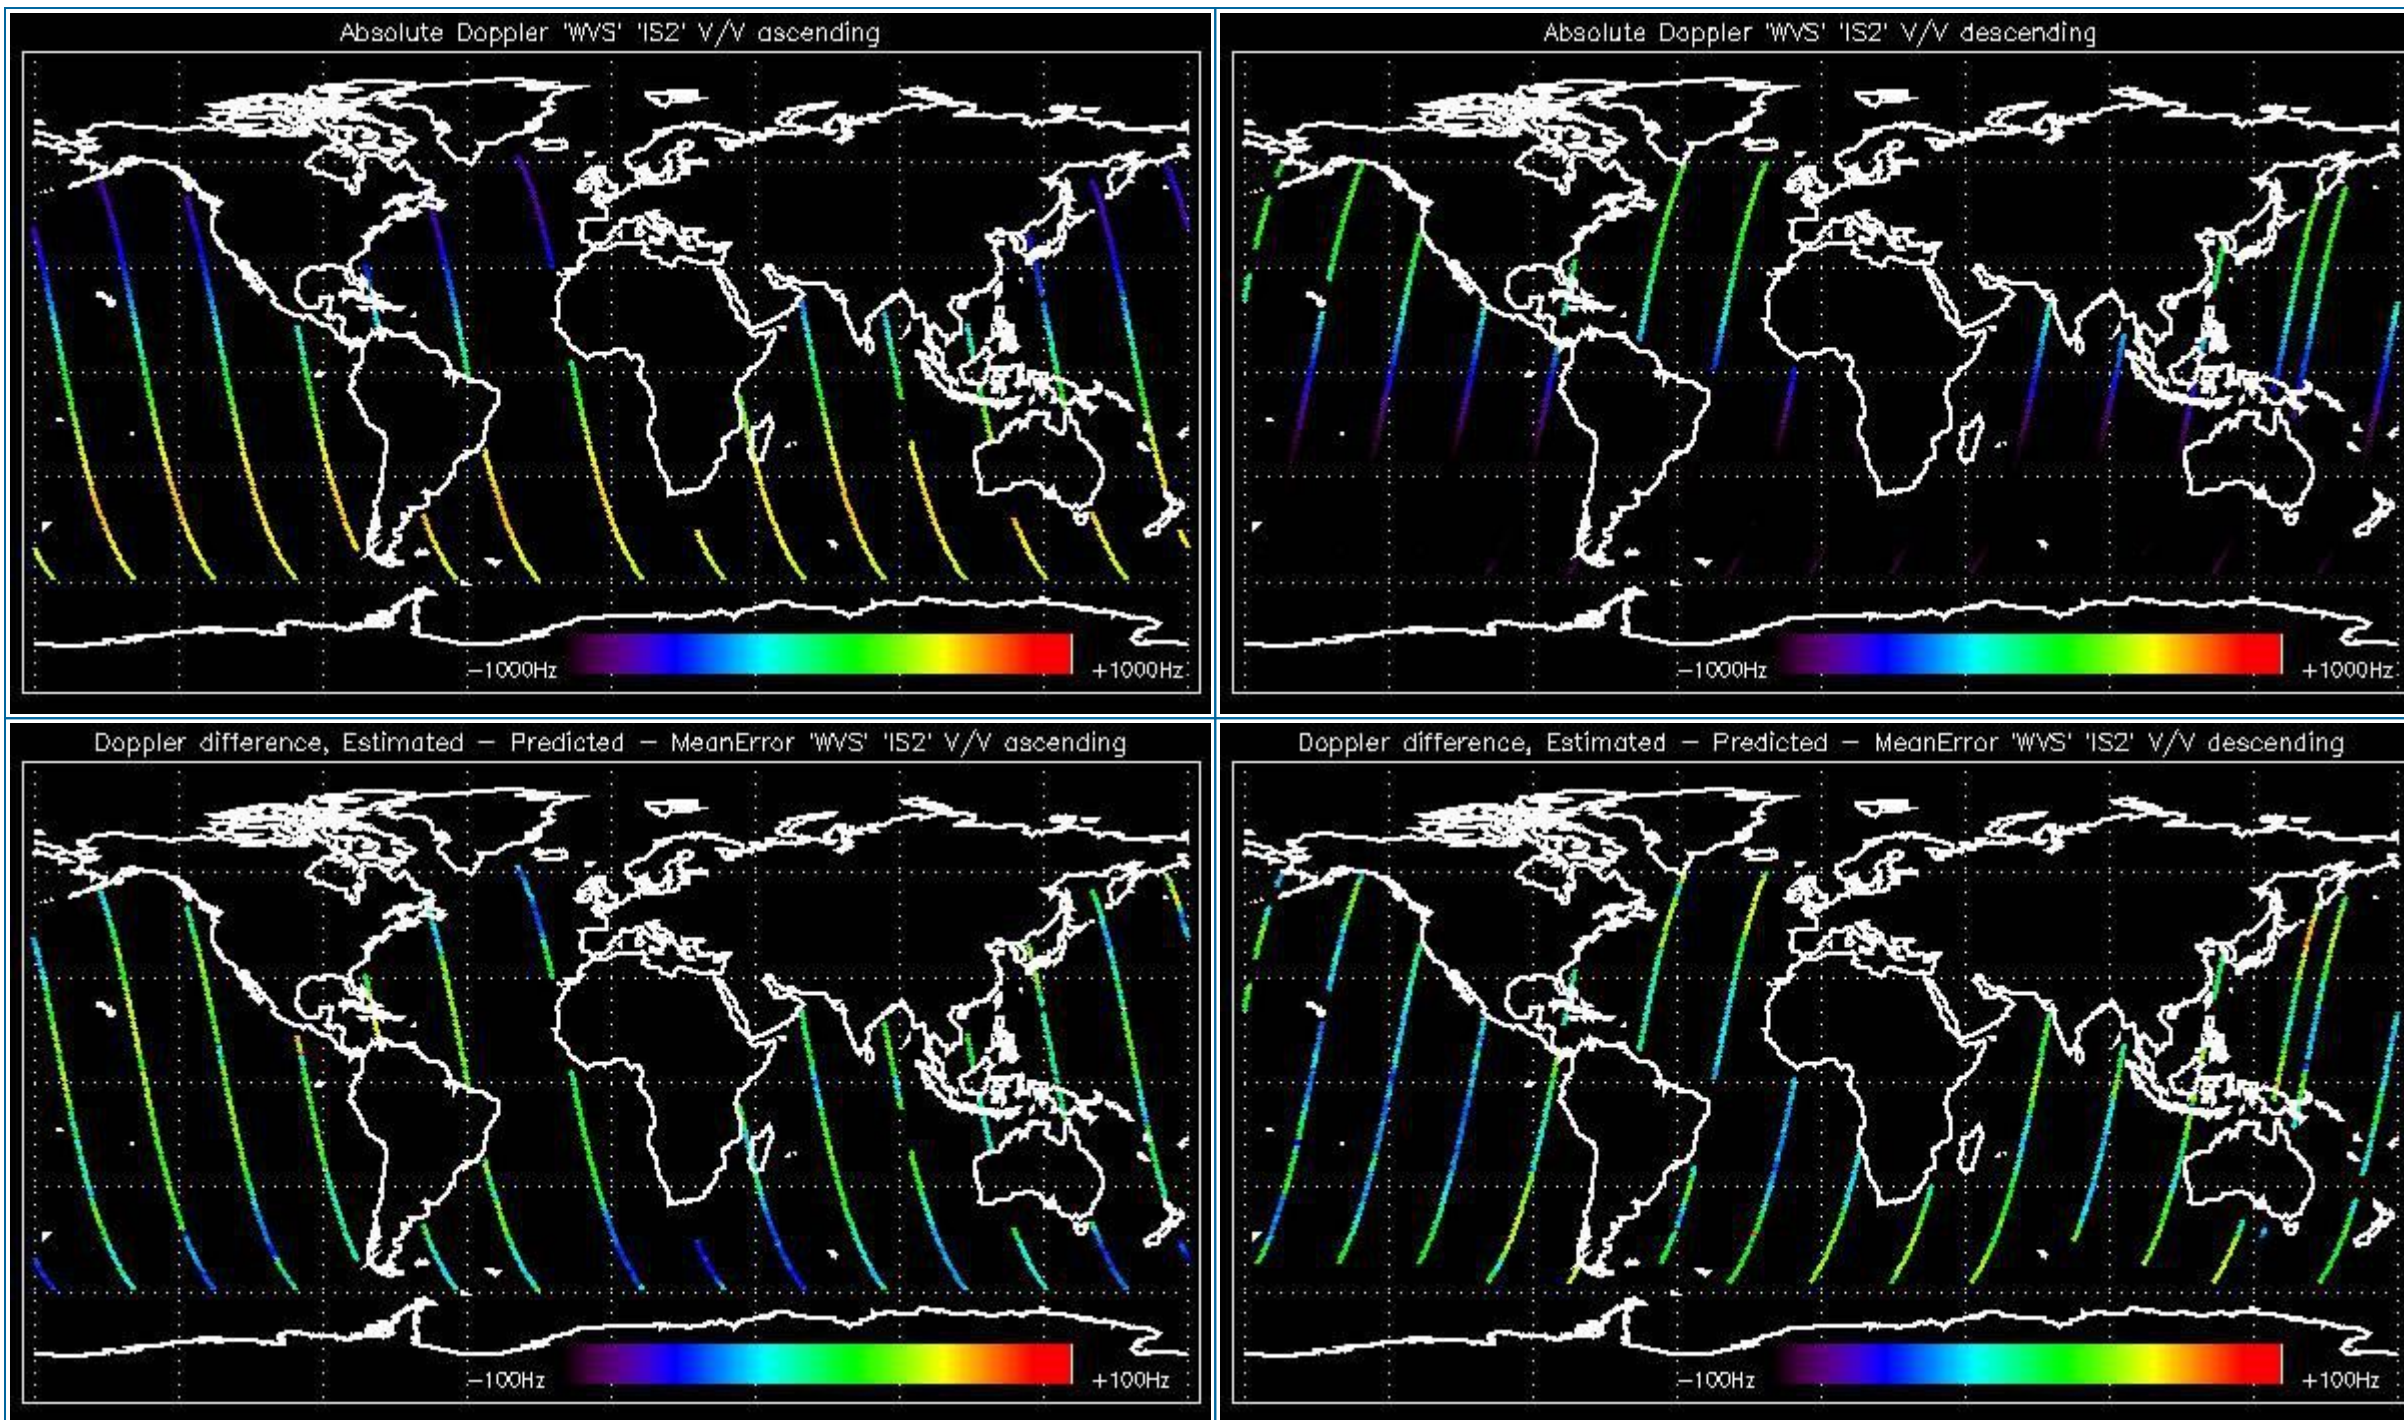 Absolute Doppler 'WVS' 'IS2' V/V ascending
−1000Hz
+1000Hz
Absolute Doppler 'WVS' 'IS2' V/V descending
−1000Hz
+1000Hz
Doppler difference, Estimated − Predicted − MeanError 'WVS' 'IS2' V/V ascending
−100Hz
+100Hz
Doppler difference, Estimated − Predicted − MeanError 'WVS' 'IS2' V/V descending
−100Hz
+100Hz